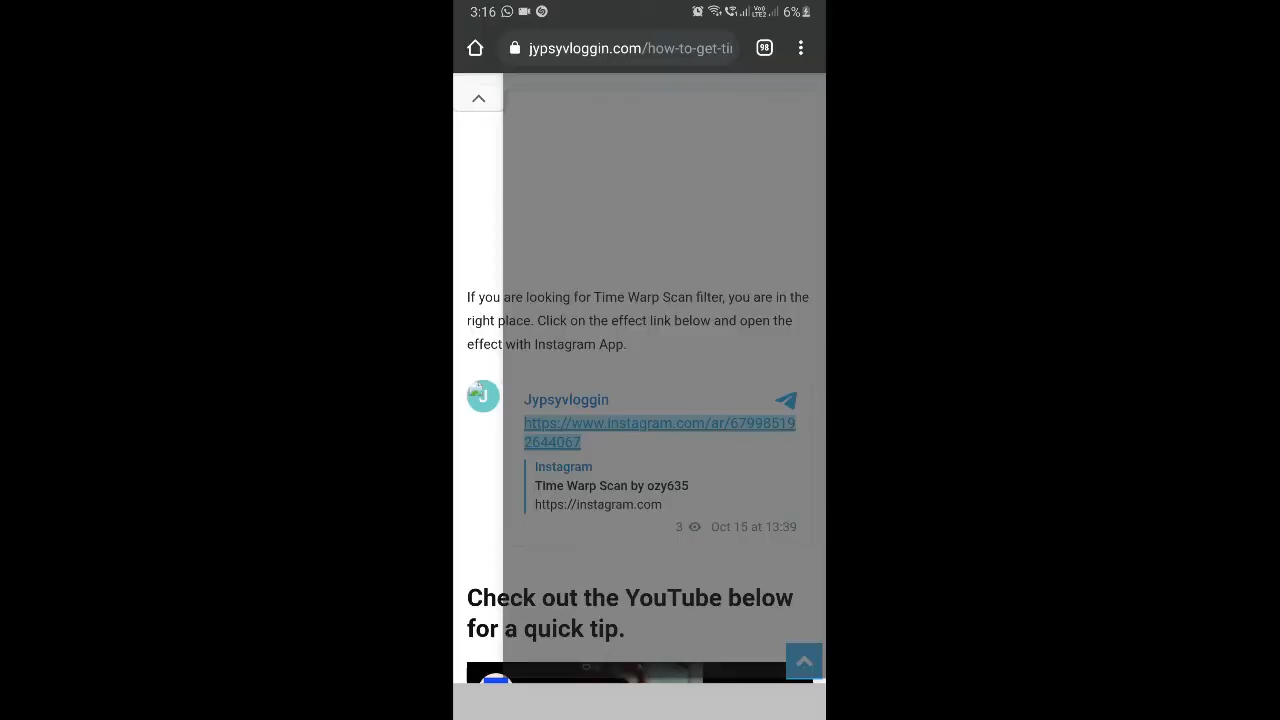 3:16 Vo) LTE2 6%
jypsyvloggin.com/how-to-get-ti
98
If you are looking for Time Warp Scan filter, you are in the
right place. Click on the effect link below and open the
effect with Instagram App.
J
Jypsyvloggin
https://www.instagram.com/ar/67998519
2644067
Instagram
Time Warp Scan by ozy635
https://instagram.com
3 Oct 15 at 13:39
Check out the YouTube below
for a quick tip.